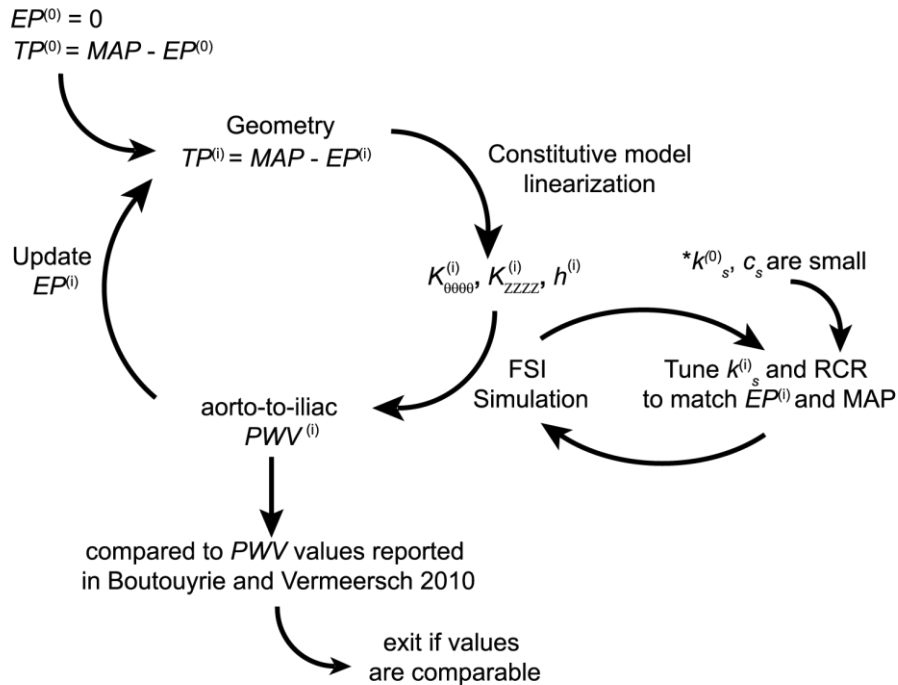 EP⁽⁰⁾ = 0
TP⁽⁰⁾ = MAP - EP⁽⁰⁾
Geometry
TP⁽ⁱ⁾ = MAP - EP⁽ⁱ⁾
Constitutive model
linearization
Update
EP⁽ⁱ⁾
K⁽ⁱ⁾_θθθθ, K⁽ⁱ⁾_ZZZZ, h⁽ⁱ⁾
*k⁽⁰⁾ₛ, cₛ are small
FSI
Simulation
Tune k⁽ⁱ⁾ₛ and RCR
to match EP⁽ⁱ⁾ and MAP
aorto-to-iliac
PWV⁽ⁱ⁾
compared to PWV values reported
in Boutouyrie and Vermeersch 2010
exit if values
are comparable